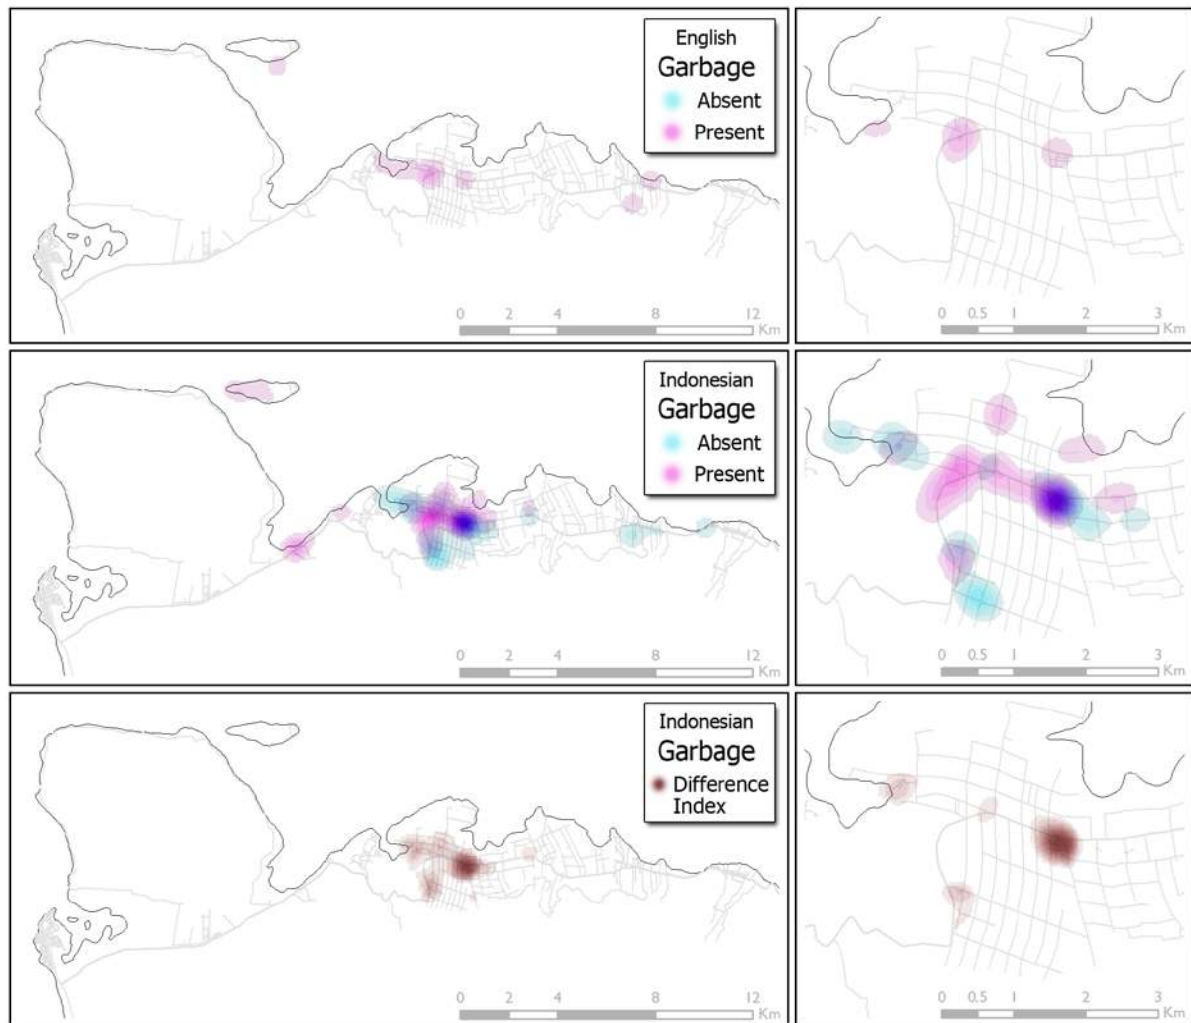 English
Garbage
Absent
Present
0 2 4 8 12
Km
0 0.5 1 2 3
Km
Indonesian
Garbage
Absent
Present
0 2 4 8 12
Km
0 0.5 1 2 3
Km
Indonesian
Garbage
Difference
Index
0 2 4 8 12
Km
0 0.5 1 2 3
Km